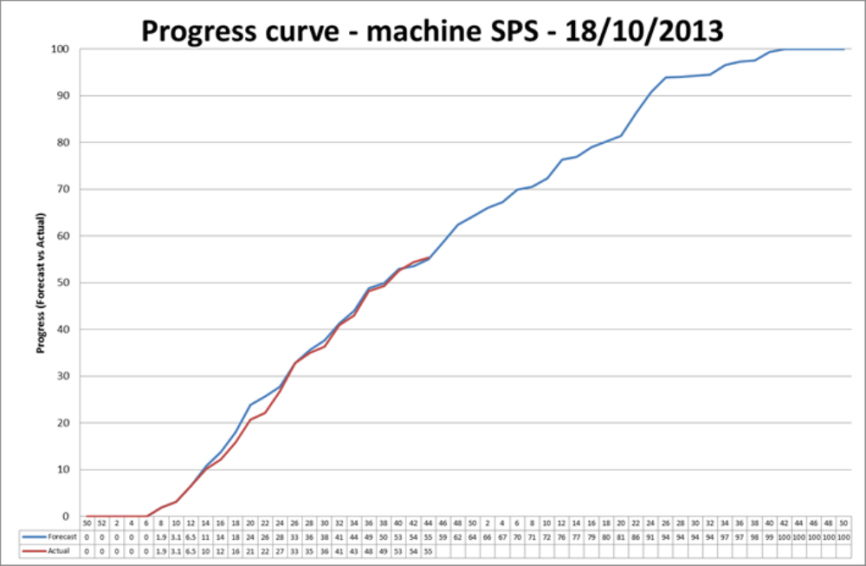 Progress curve - machine SPS - 18/10/2013
Progress (Forecast vs Actual)
100
90
80
70
60
50
40
30
20
10
0
50 52 2 4 6 8 10 12 14 16 18 20 22 24 26 28 30 32 34 36 38 40 42 44 46 48 50 2 4 6 8 10 12 14 16 18 20 22 24 26 28 30 32 34 36 38 40 42 44 46 48 50
Forecast 0 0 0 0 0 1.9 3.1 6.5 11 14 18 24 26 28 33 36 38 41 44 49 50 53 54 55 59 62 64 66 67 70 71 72 76 77 79 80 81 86 91 94 94 94 94 97 97 98 99 100 100 100 100 100
Actual 0 0 0 0 0 1.9 3.1 6.5 10 12 16 21 22 27 33 35 36 41 43 48 49 53 54 55